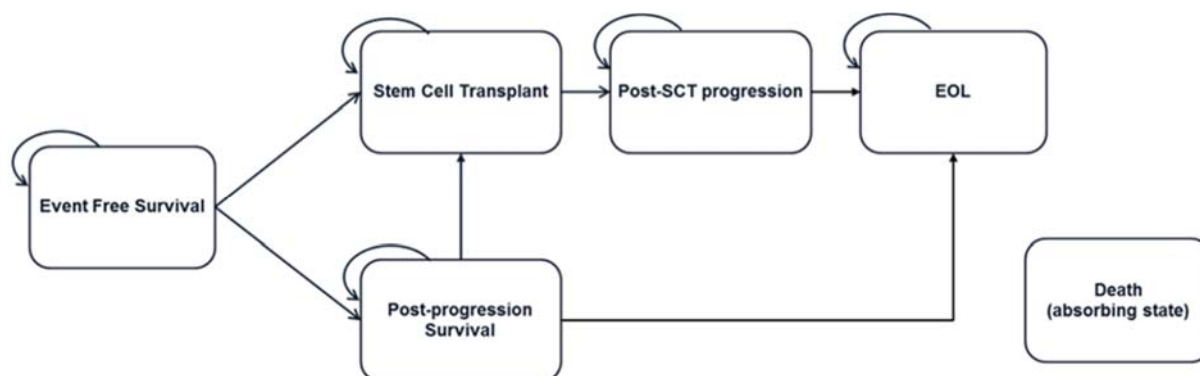 Stem Cell Transplant
Post-SCT progression
EOL
Event Free Survival
Post-progression
Survival
Death
(absorbing state)